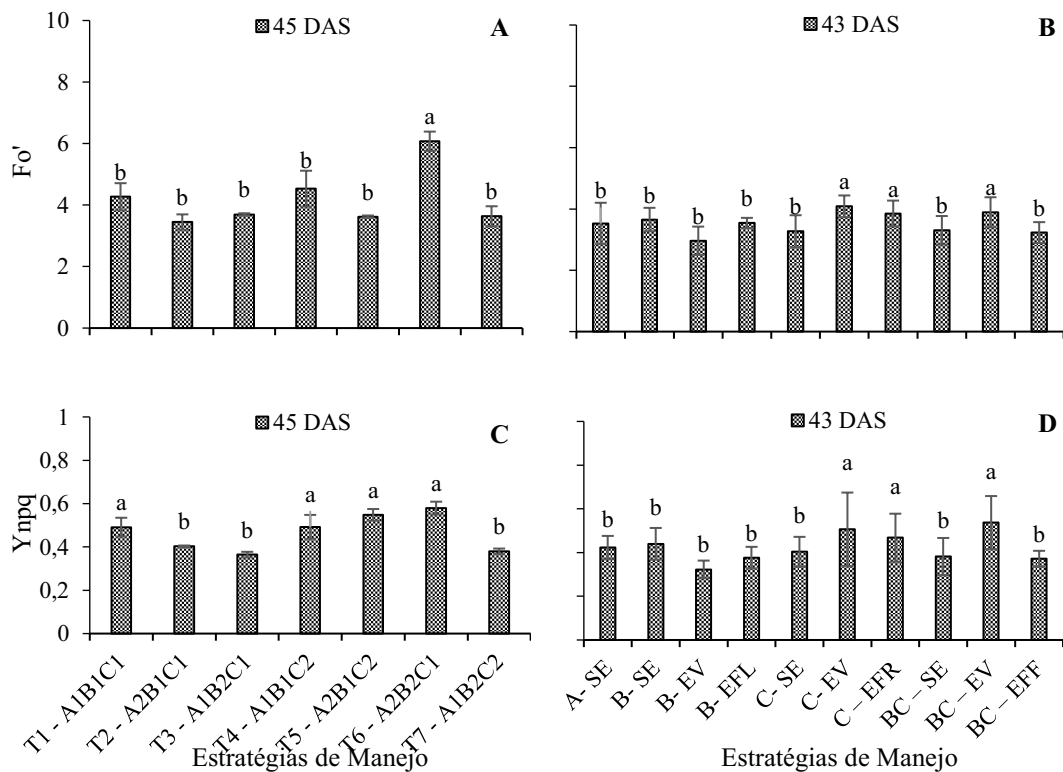 45 DAS
A
Fo'
10
8
6
4
2
0
b
b
b
b
b
a
b
43 DAS
B
b
b
b
b
b
a
a
b
a
b
45 DAS
C
Ynpq
1
0,8
0,6
0,4
0,2
0
a
b
b
a
a
a
b
T1 - A1B1C1
T2 - A2B1C1
T3 - A1B2C1
T4 - A1B1C2
T5 - A2B1C2
T6 - A2B2C1
T7 - A1B2C2
Estratégias de Manejo
43 DAS
D
b
b
b
b
b
a
a
b
a
b
A- SE
B- SE
B- EV
B- EFL
C- SE
C- EV
C – EFR
BC – SE
BC – EV
BC – EFF
Estratégias de Manejo